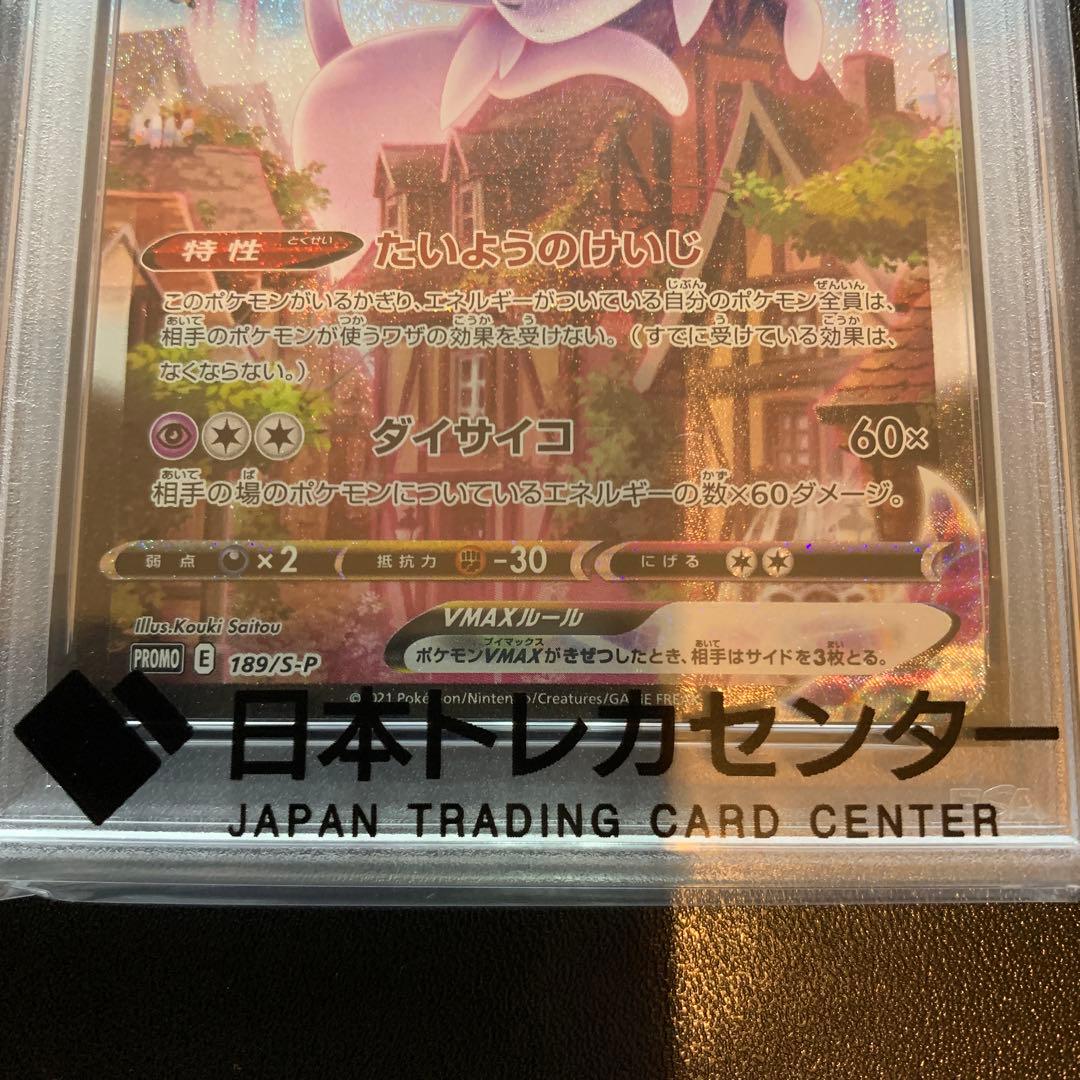 特性 とくせい たいようのけいじ
このポケモンがいるかぎり、エネルギーがついている自分のポケモン全員は、
相手のポケモンが使うワザの効果を受けない。（すでに受けている効果は、
なくならない。）
ダイサイコ 60×
相手の場のポケモンについているエネルギーの数×60ダメージ。
弱点 ×2 抵抗力 -30 にげる
Illus.Kouki Saitou
VMAXルール
ポケモンVMAXがきぜつしたとき、相手はサイドを3枚とる。
PROMO E 189/S-P
Pokémon/Nintendo/Creatures/GAME
日本トレカセンター
JAPAN TRADING CARD CENTER
PSA